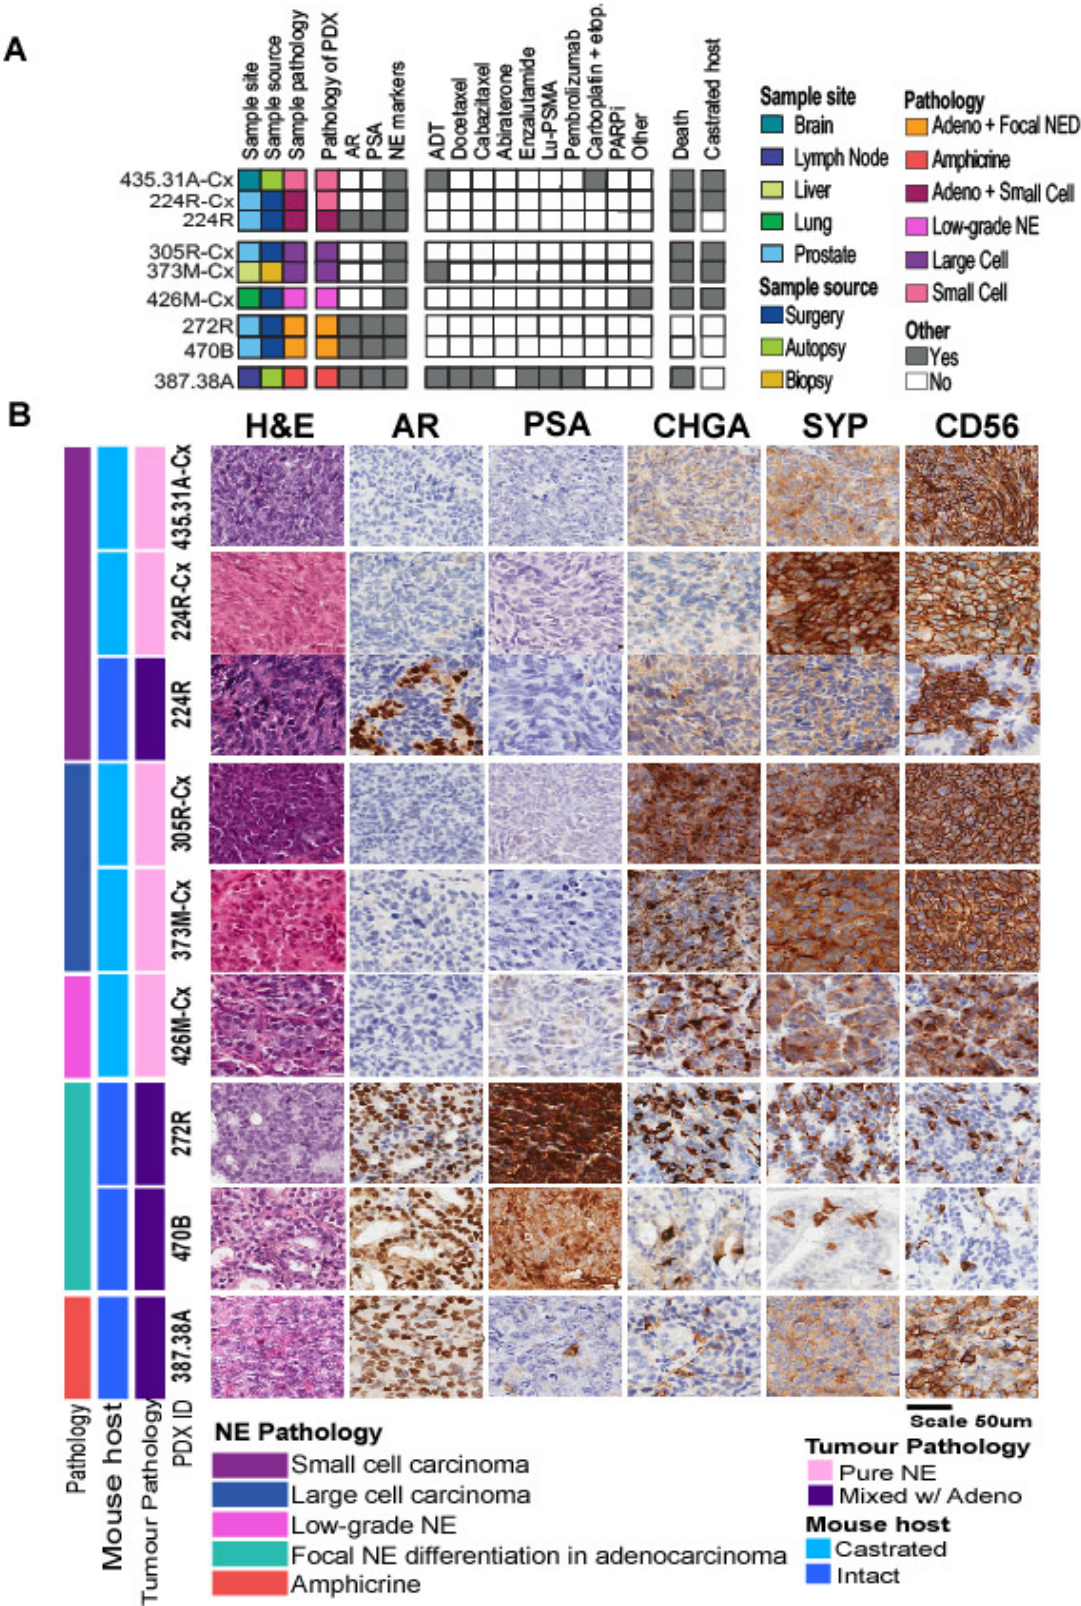 A
Sample site
Sample source
Sample pathology
Pathology of PDX
AR
PSA
NE markers
ADT
Docetaxel
Cabazitaxel
Abiraterone
Enzalutamide
Lu-PSMA
Pembrolizumab
Carboplatin + etop.
PARPi
Other
Death
Castrated host
435.31A-Cx
224R-Cx
224R
305R-Cx
373M-Cx
426M-Cx
272R
470B
387.38A
Sample site
Brain
Lymph Node
Liver
Lung
Prostate
Sample source
Surgery
Autopsy
Biopsy
Pathology
Adeno + Focal NED
Amphicrine
Adeno + Small Cell
Low-grade NE
Large Cell
Small Cell
Other
Yes
No
B
H&E AR PSA CHGA SYP CD56
435.31A-Cx
224R-Cx
224R
305R-Cx
373M-Cx
426M-Cx
272R
470B
387.38A
Pathology
Mouse host
Tumour Pathology
PDX ID
Scale 50um
NE Pathology
Small cell carcinoma
Large cell carcinoma
Low-grade NE
Focal NE differentiation in adenocarcinoma
Amphicrine
Tumour Pathology
Pure NE
Mixed w/ Adeno
Mouse host
Castrated
Intact